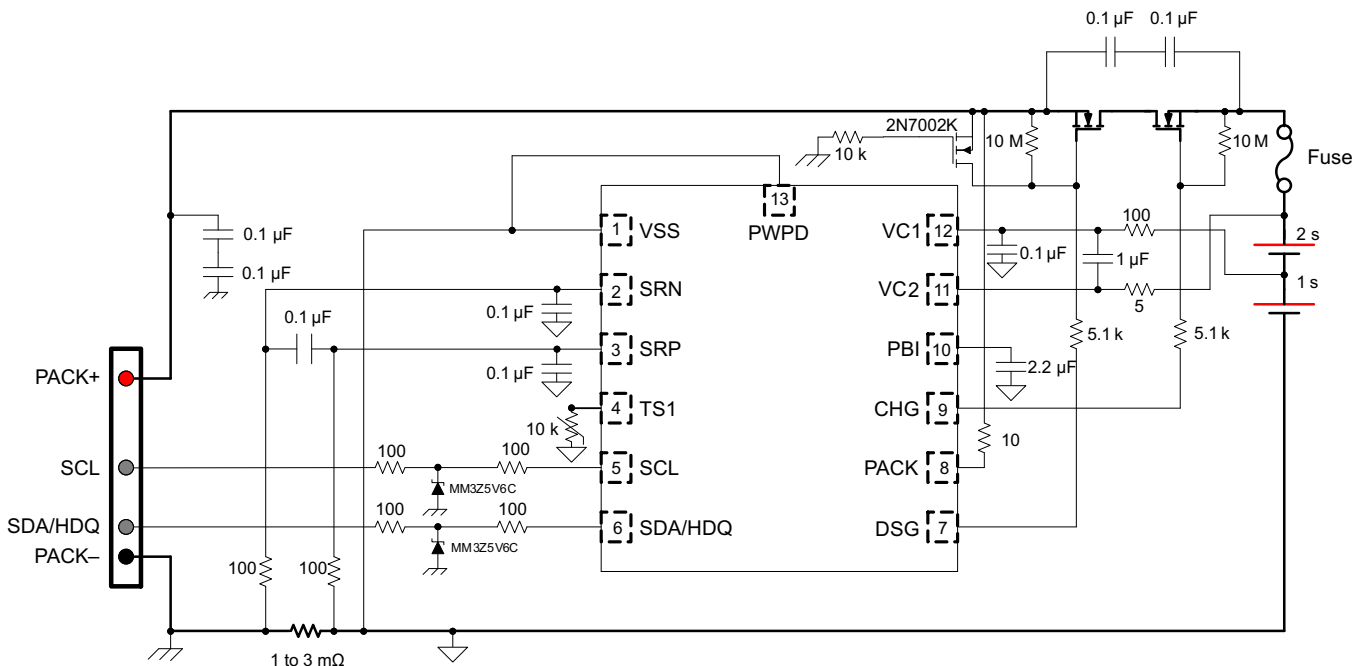 0.1 µF
0.1 µF
2N7002K
10 k
10 M
10 M
Fuse
13
PWPD
1
VSS
VC1
12
100
0.1 µF
0.1 µF
0.1 µF
1 µF
2 s
1 s
2
SRN
VC2
11
5
0.1 µF
0.1 µF
3
SRP
PBI
10
5.1 k
5.1 k
0.1 µF
2.2 µF
PACK+
4
TS1
CHG
9
10 k
10
SCL
100
100
5
SCL
PACK
8
MM3Z5V6C
SDA/HDQ
100
100
6
SDA/HDQ
DSG
7
MM3Z5V6C
PACK–
100
100
1 to 3 mΩ